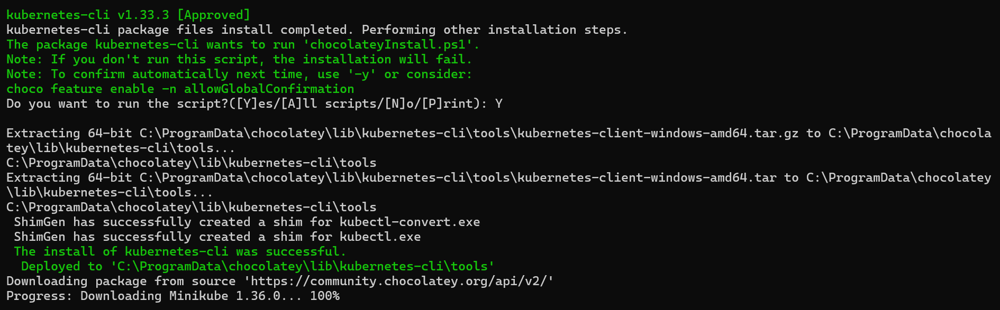 kubernetes-cli v1.33.3 [Approved]
kubernetes-cli package files install completed. Performing other installation steps.
The package kubernetes-cli wants to run 'chocolateyInstall.ps1'.
Note: If you don't run this script, the installation will fail.
Note: To confirm automatically next time, use '-y' or consider:
choco feature enable -n allowGlobalConfirmation
Do you want to run the script?([Y]es/[A]ll scripts/[N]o/[P]rint): Y
Extracting 64-bit C:\ProgramData\chocolatey\lib\kubernetes-cli\tools\kubernetes-client-windows-amd64.tar.gz to C:\ProgramData\chocola
tey\lib\kubernetes-cli\tools...
C:\ProgramData\chocolatey\lib\kubernetes-cli\tools
Extracting 64-bit C:\ProgramData\chocolatey\lib\kubernetes-cli\tools\kubernetes-client-windows-amd64.tar to C:\ProgramData\chocolatey
\lib\kubernetes-cli\tools...
C:\ProgramData\chocolatey\lib\kubernetes-cli\tools
ShimGen has successfully created a shim for kubectl-convert.exe
ShimGen has successfully created a shim for kubectl.exe
The install of kubernetes-cli was successful.
Deployed to 'C:\ProgramData\chocolatey\lib\kubernetes-cli\tools'
Downloading package from source 'https://community.chocolatey.org/api/v2/'
Progress: Downloading Minikube 1.36.0... 100%